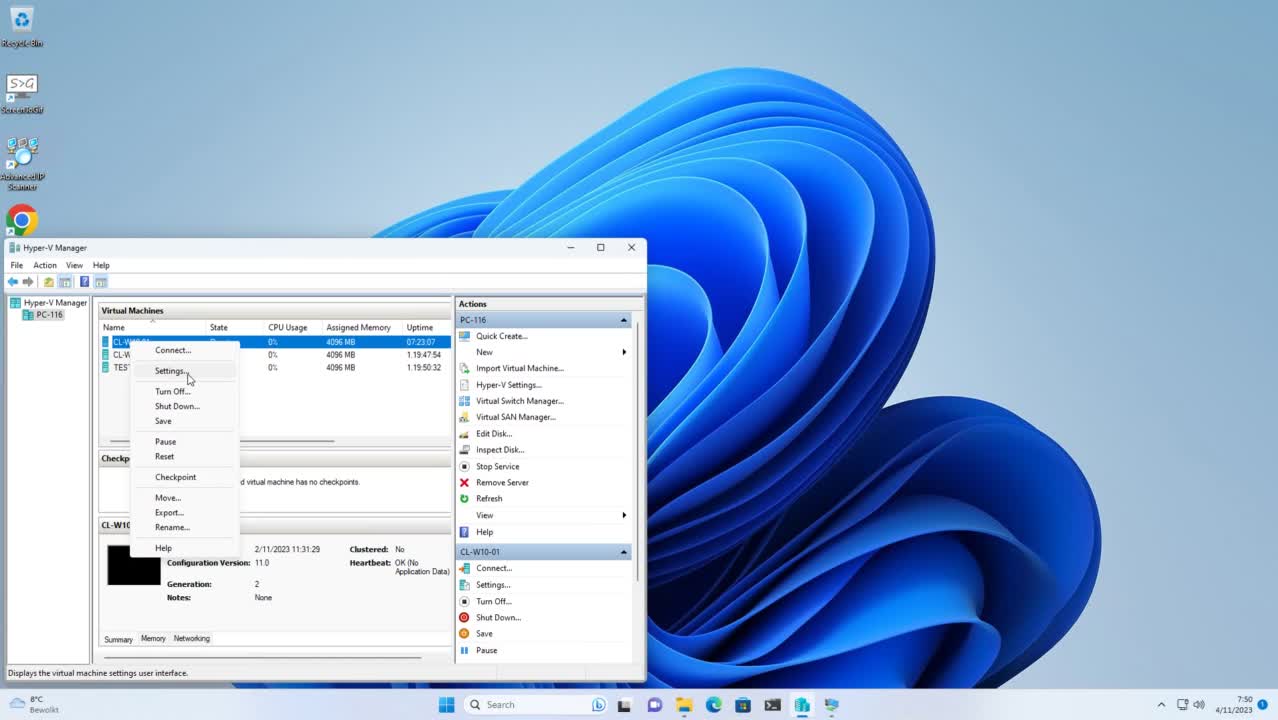 Recycle Bin
S>G
ScreenToGif
Advanced IP
Scanner
Hyper-V Manager
File Action View Help
Hyper-V Manager
PC-116
Virtual Machines
Name State CPU Usage Assigned Memory Uptime
CL-W10-01 0% 4096 MB 07:23:07
CL-W 0% 4096 MB 1.19:47:54
TEST 0% 4096 MB 1.19:50:32
Connect...
Settings...
Turn Off...
Shut Down...
Save
Pause
Reset
Checkpoint
Move...
Export...
Rename...
Help
Checkp
d virtual machine has no checkpoints.
CL-W10
2/11/2023 11:31:29 Clustered: No
Configuration Version: 11.0 Heartbeat: OK (No
Application Data)
Generation: 2
Notes: None
Summary Memory Networking
Actions
PC-116
Quick Create...
New
Import Virtual Machine...
Hyper-V Settings...
Virtual Switch Manager...
Virtual SAN Manager...
Edit Disk...
Inspect Disk...
Stop Service
Remove Server
Refresh
View
Help
CL-W10-01
Connect...
Settings...
Turn Off...
Shut Down...
Save
Pause
Displays the virtual machine settings user interface.
8°C
Bewolkt
Search
7:50
4/11/2023
1